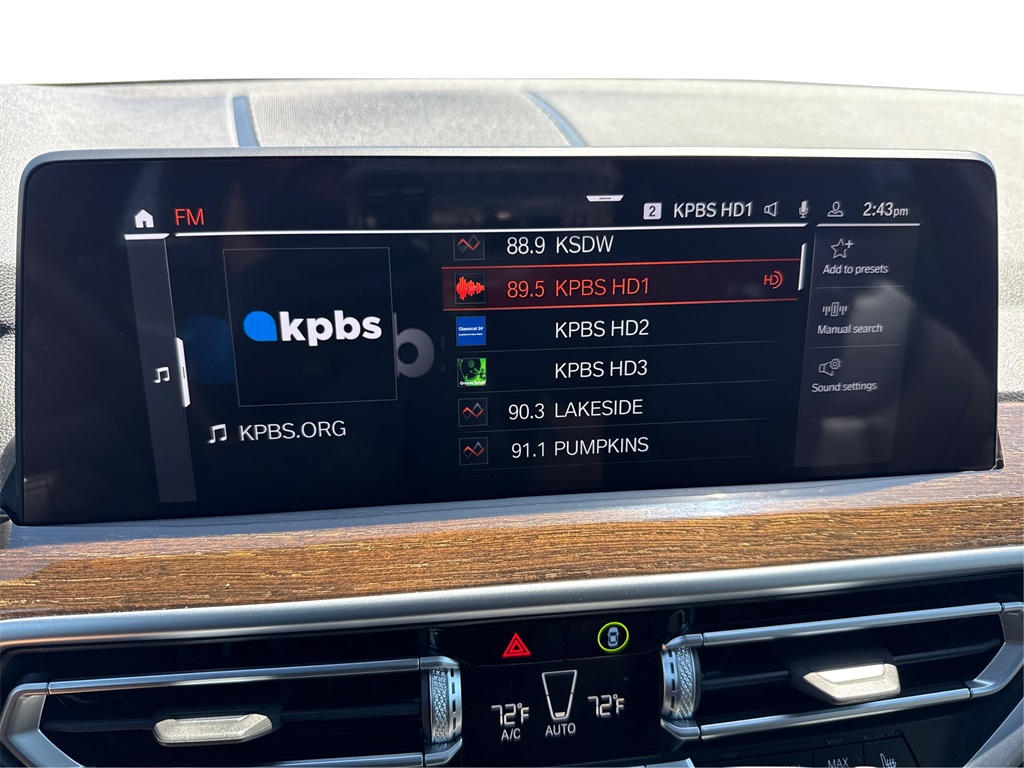 FM
2 KPBS HD1 2:43pm
kpbs
KPBS.ORG
88.9 KSDW
89.5 KPBS HD1 HD
KPBS HD2
KPBS HD3
90.3 LAKESIDE
91.1 PUMPKINS
Add to presets
Manual search
Sound settings
72°F
A/C
AUTO
72°F
MAX